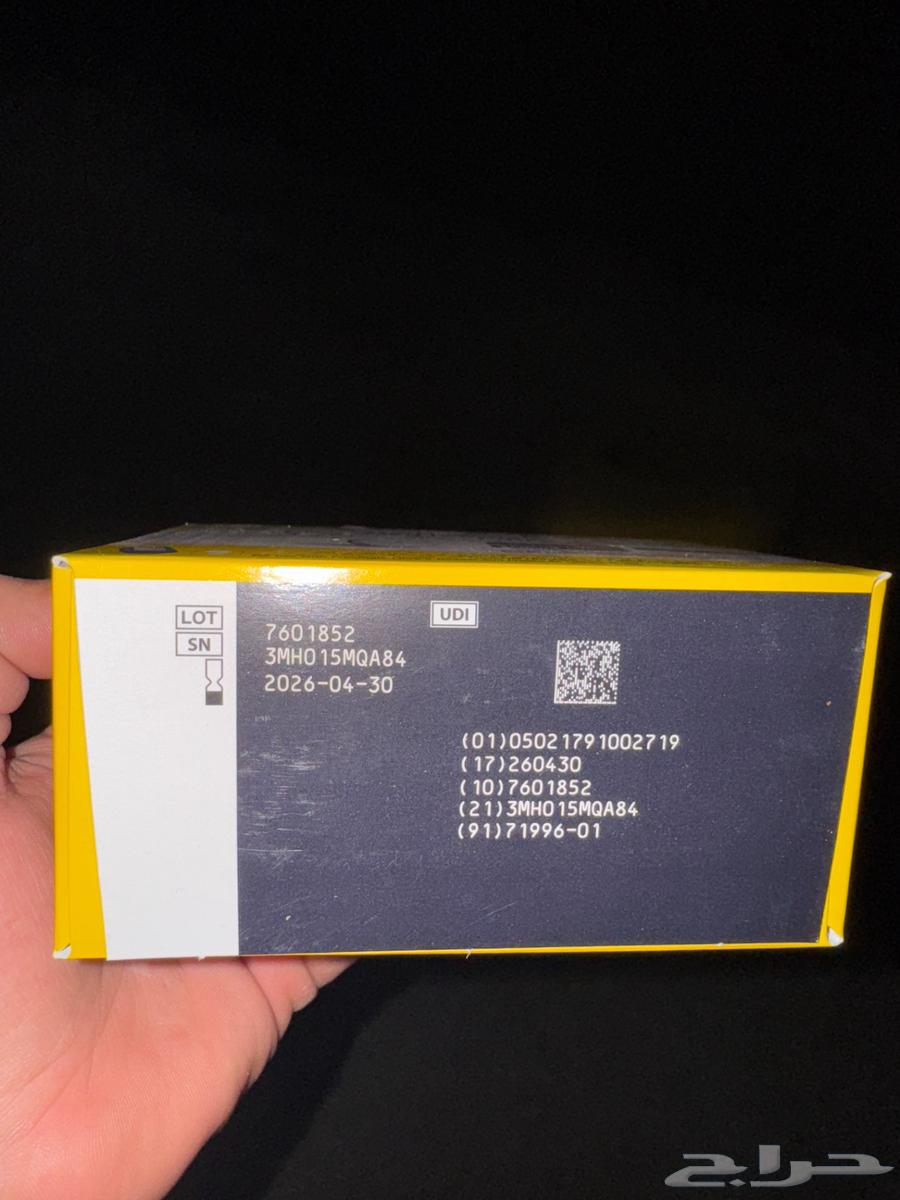 LOT
SN
7601852
3MH015MQA84
2026-04-30
UDI
(01)05021791002719
(17)260430
(10)7601852
(21)3MH015MQA84
(91)71996-01
حراج